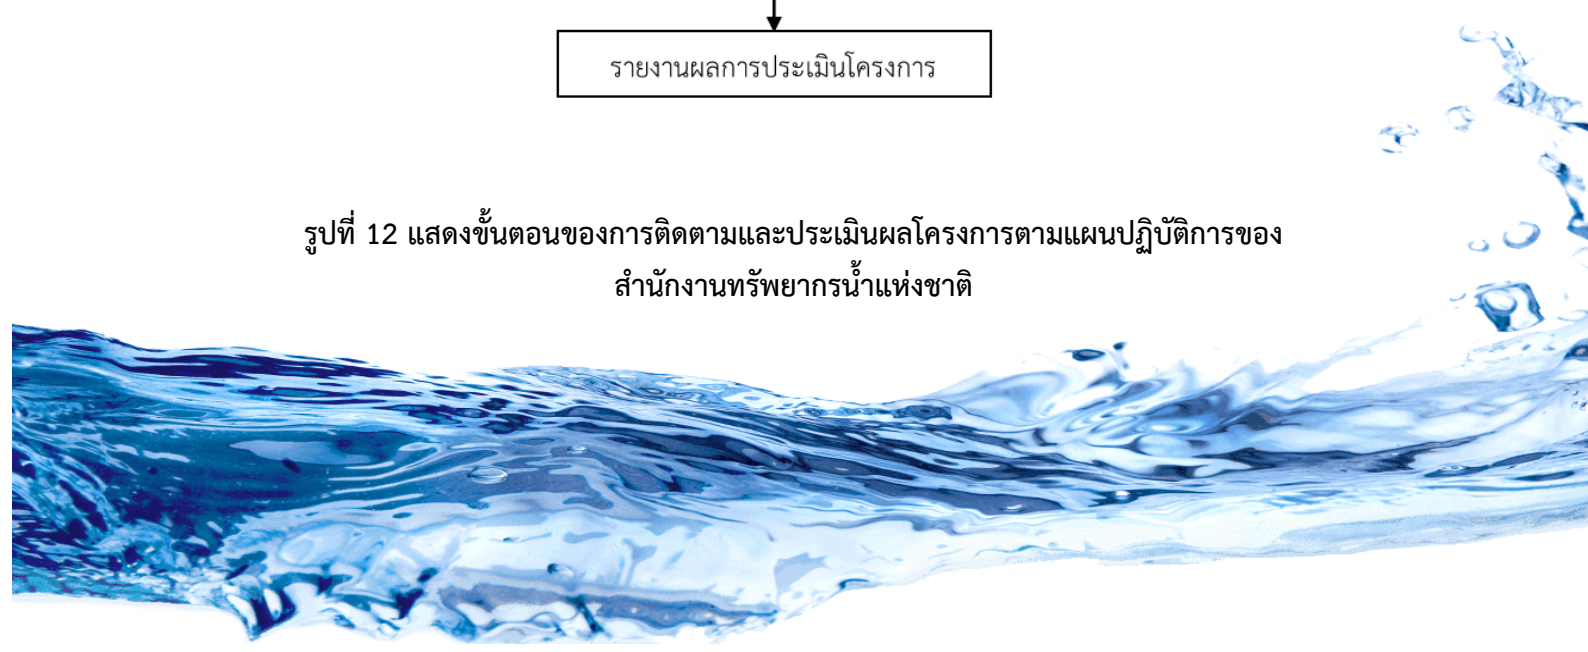 รายงานผลการประเมินโครงการ
รูปที่ 12 แสดงขั้นตอนของการติดตามและประเมินผลโครงการตามแผนปฏิบัติการของ
สำนักงานทรัพยากรน้ำแห่งชาติ